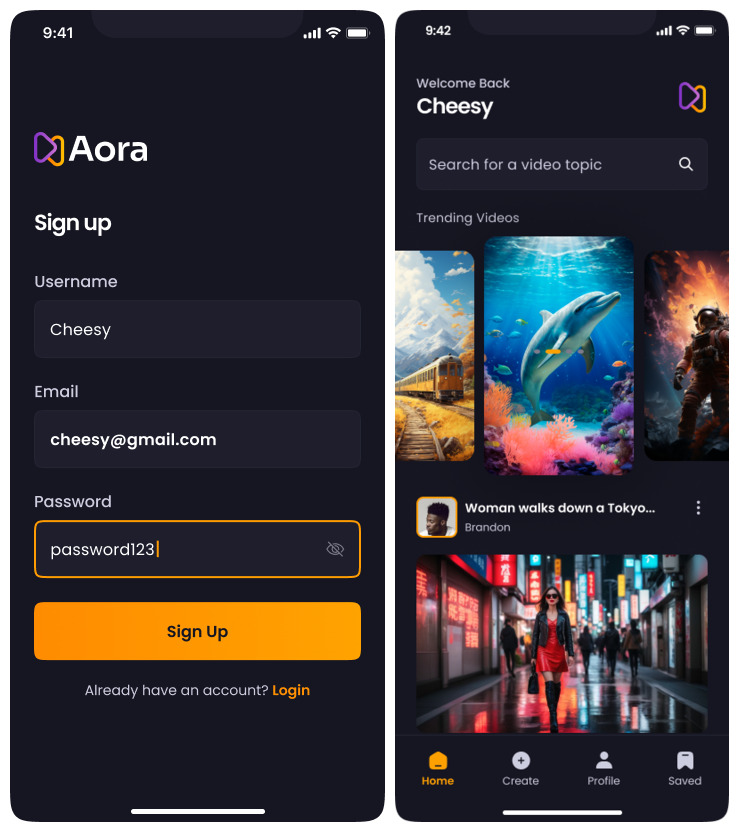 9:41
Aora
Sign up
Username
Cheesy
Email
cheesy@gmail.com
Password
password123
Sign Up
Already have an account? Login
9:42
Welcome Back
Cheesy
Search for a video topic
Trending Videos
Woman walks down a Tokyo...
Brandon
Home Create Profile Saved